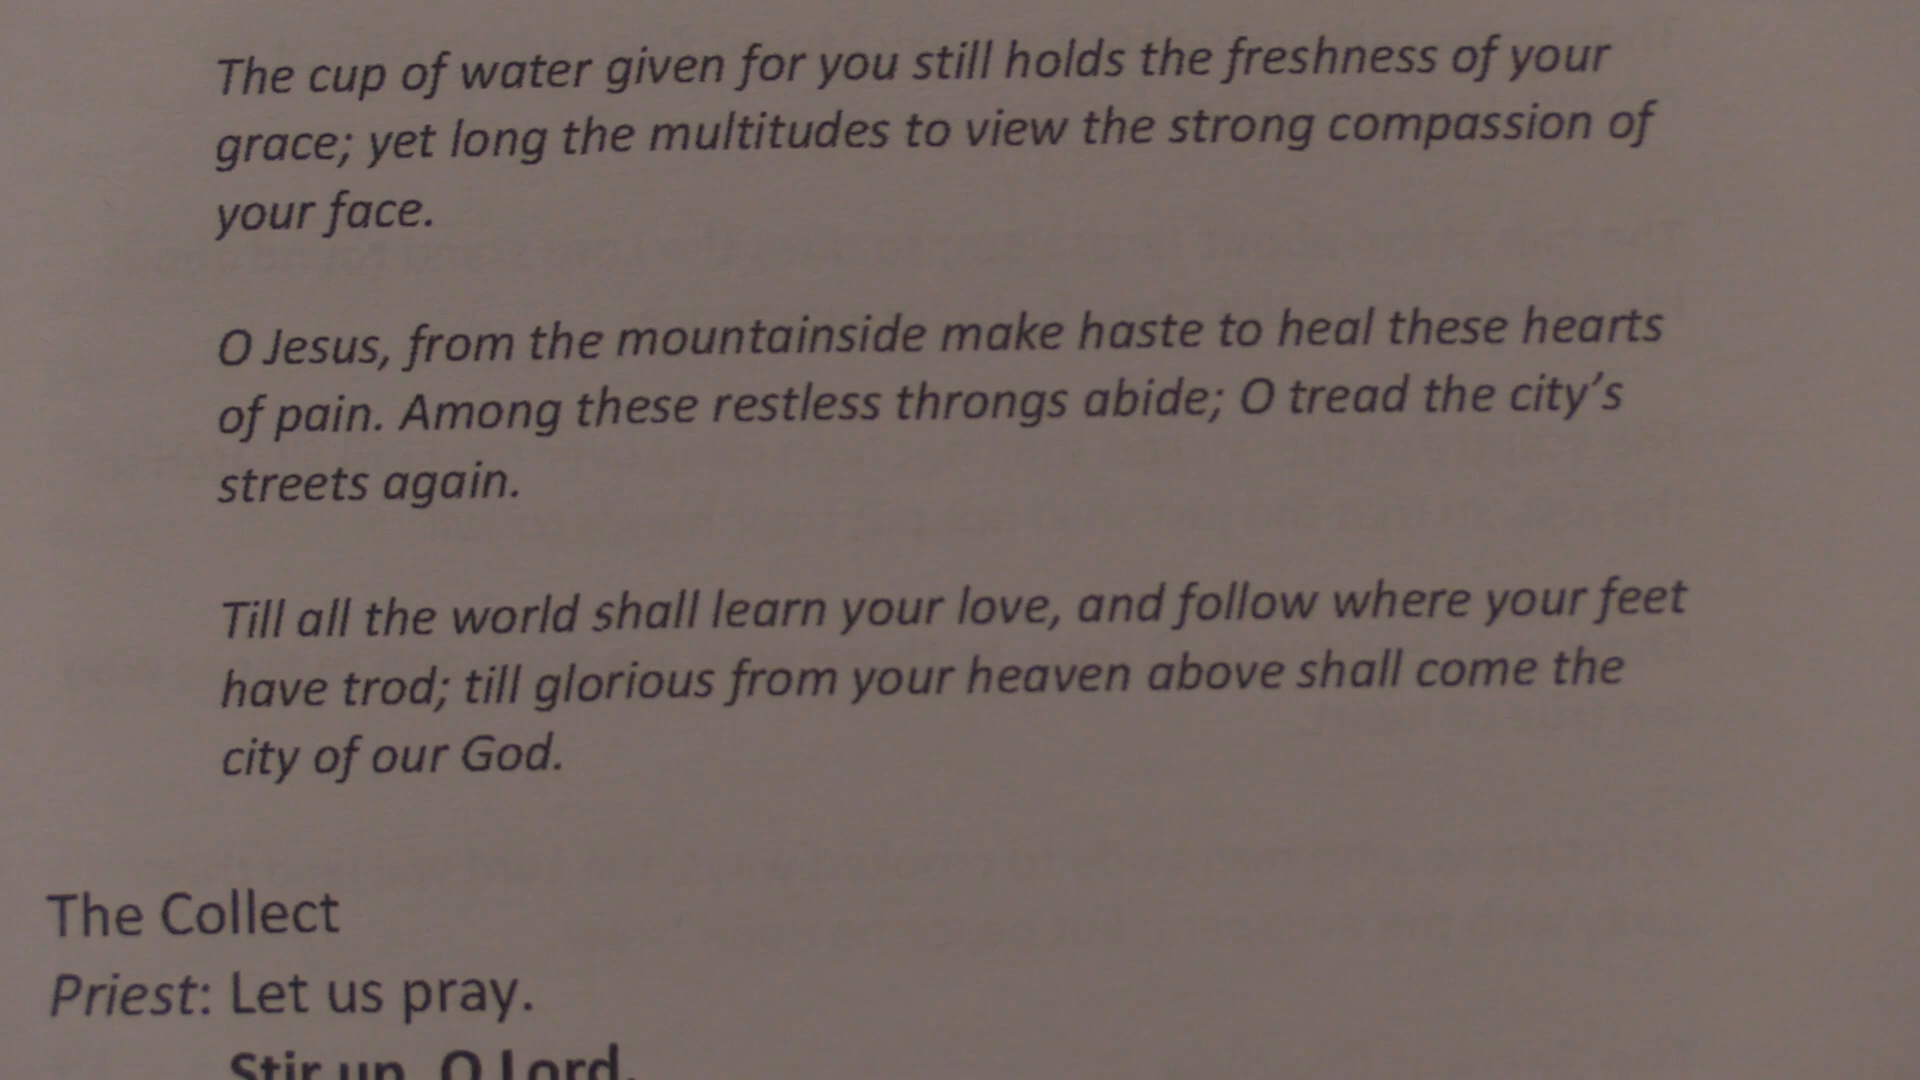 The cup of water given for you still holds the freshness of your
grace; yet long the multitudes to view the strong compassion of
your face.
O Jesus, from the mountainside make haste to heal these hearts
of pain. Among these restless throngs abide; O tread the city's
streets again.
Till all the world shall learn your love, and follow where your feet
have trod; till glorious from your heaven above shall come the
city of our God.
The Collect
Priest: Let us pray.
Stir up, O Lord,